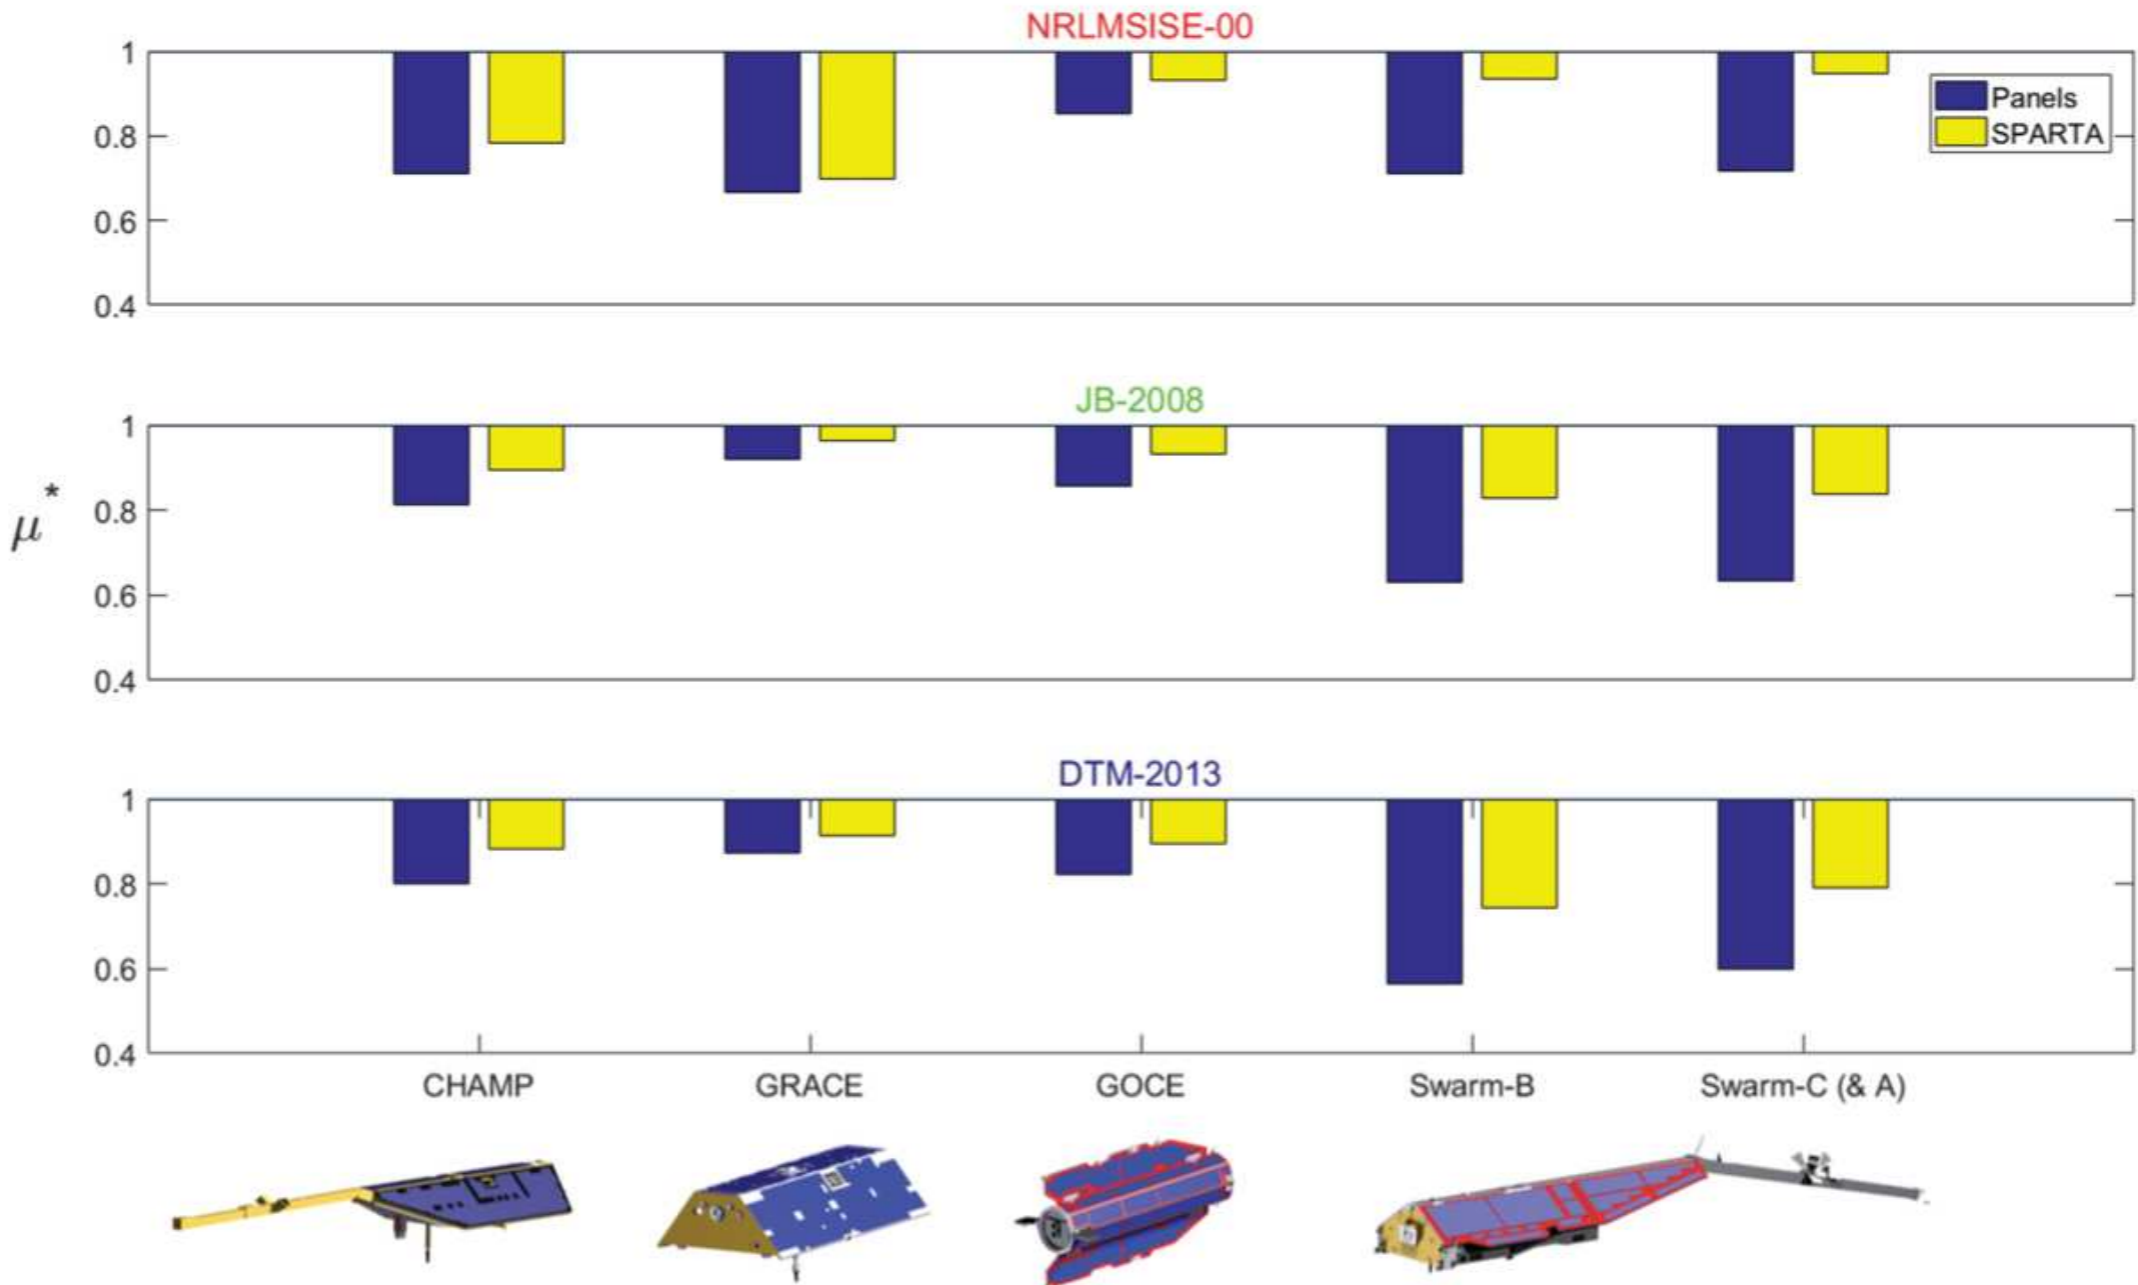 NRLMSISE-00
1
0.8
0.6
0.4
Panels
SPARTA
JB-2008
1
0.8
0.6
0.4
μ*
DTM-2013
1
0.8
0.6
0.4
CHAMP GRACE GOCE Swarm-B Swarm-C (& A)